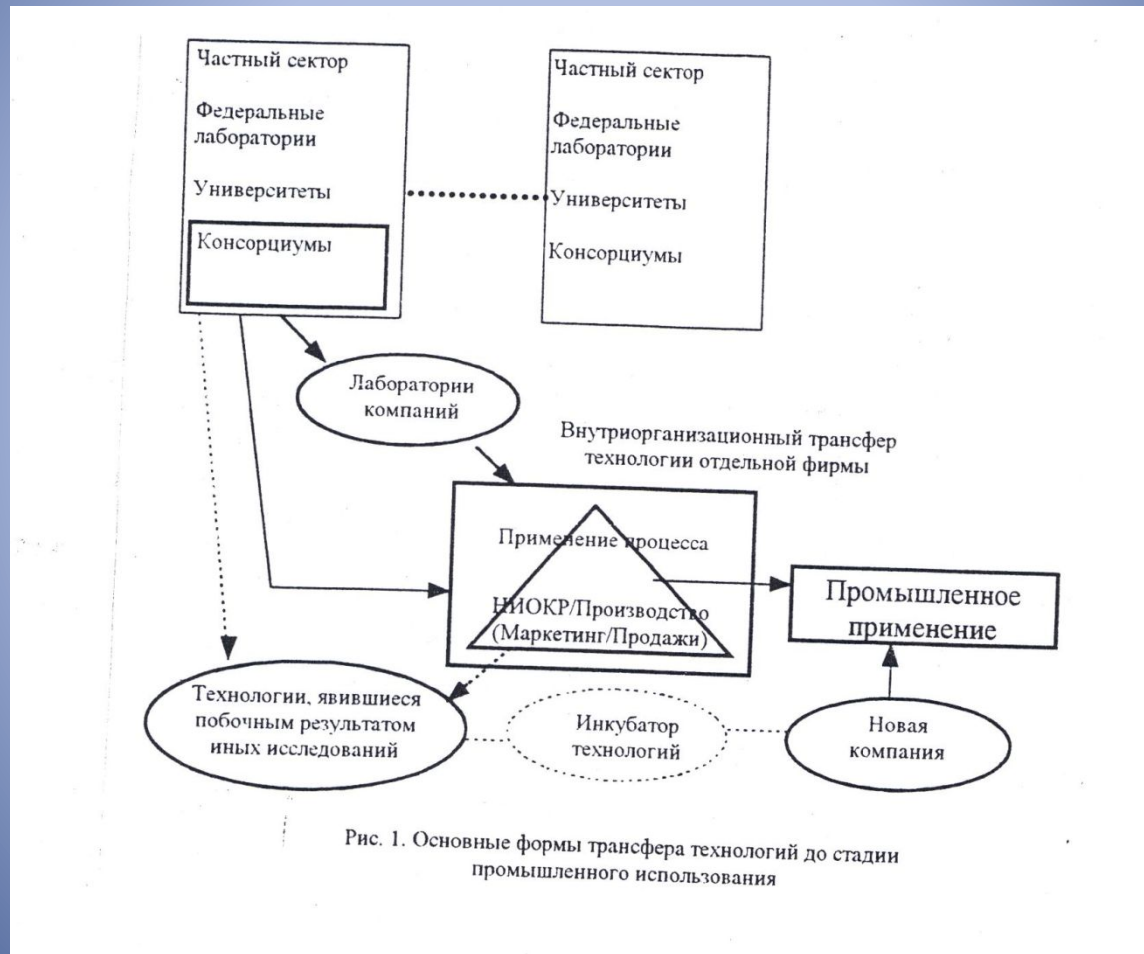 Частный сектор
Федеральные
лаборатории
Университеты
Консорциумы
Частный сектор
Федеральные
лаборатории
Университеты
Консорциумы
Лаборатории
компаний
Внутриорганизационный трансфер
технологии отдельной фирмы
Применение процесса
НИОКР/Производство
(Маркетинг/Продажи)
Промышленное
применение
Технологии, явившиеся
побочным результатом
иных исследований
Инкубатор
технологий
Новая
компания
Рис. 1. Основные формы трансфера технологий до стадии
промышленного использования